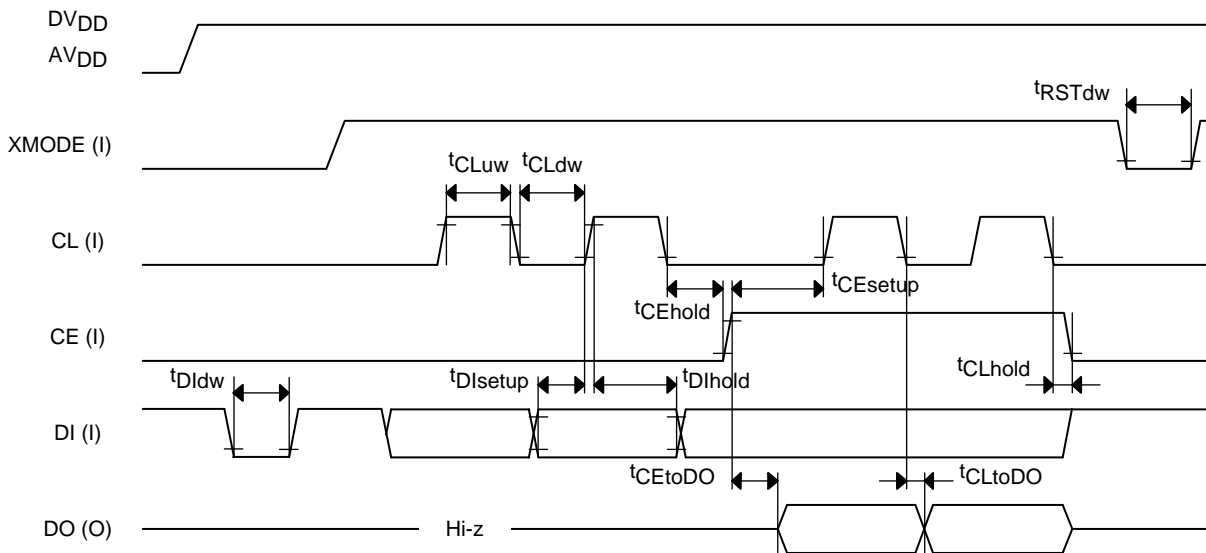 DVDD
AVDD
tRSTdw
XMODE (I)
tCLuw
tCLdw
CL (I)
tCEhold
tCEsetup
CE (I)
tDIdw
tDIsetup
tDIhold
tCLhold
DI (I)
tCEtoDO
tCLtoDO
DO (O)
Hi-z